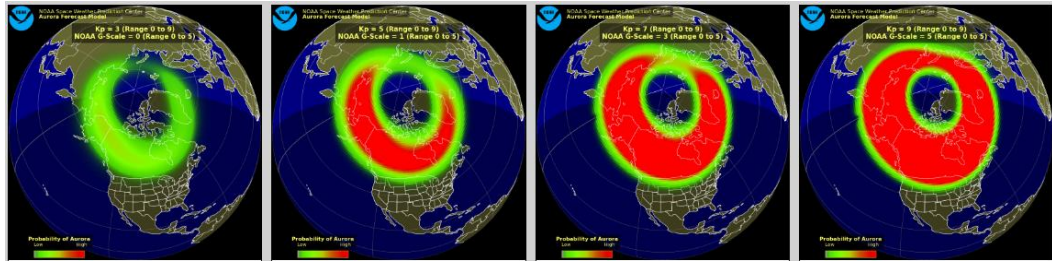 NOAA Space Weather Prediction Center
Aurora Forecast Model
Kp = 3 (Range 0 to 9)
NOAA G-Scale = 0 (Range 0 to 5)
Probability of Aurora
Low High
NOAA Space Weather Prediction Center
Aurora Forecast Model
Kp = 5 (Range 0 to 9)
NOAA G-Scale = 1 (Range 0 to 5)
Probability of Aurora
Low High
NOAA Space Weather Prediction Center
Aurora Forecast Model
Kp = 7 (Range 0 to 9)
NOAA G-Scale = 3 (Range 0 to 5)
Probability of Aurora
Low High
NOAA Space Weather Prediction Center
Aurora Forecast Model
Kp = 9 (Range 0 to 9)
NOAA G-Scale = 5 (Range 0 to 5)
Probability of Aurora
Low High